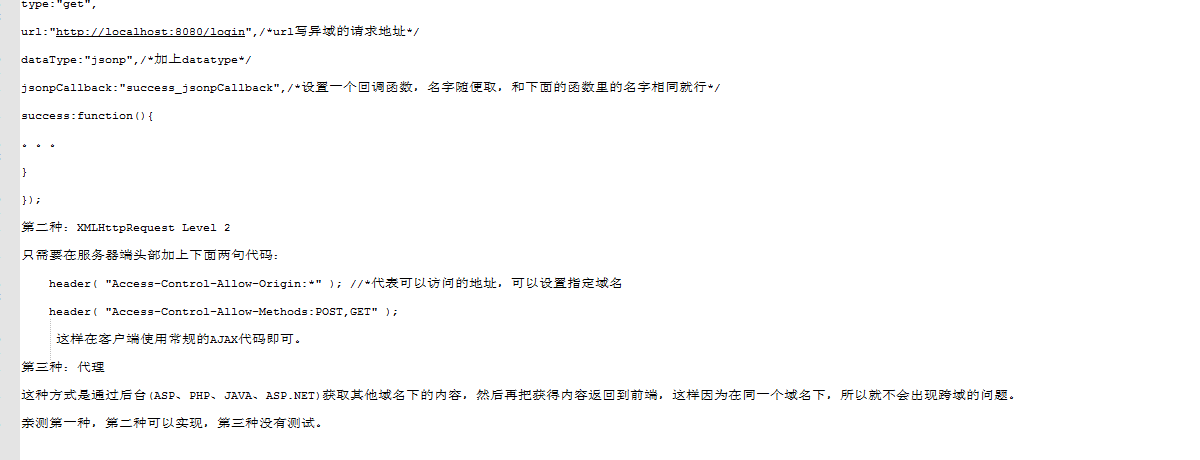 type:"get",
url:"http://localhost:8080/login",/*url写异域的请求地址*/
dataType:"jsonp",/*加上datatype*/
jsonpCallback:"success_jsonpCallback",/*设置一个回调函数，名字随便取，和下面的函数里的名字相同就行*/
success:function(){
。。。
}
});
第二种：XMLHttpRequest Level 2
只需要在服务器端头部加上下面两句代码：
header( "Access-Control-Allow-Origin:*" ); //*代表可以访问的地址，可以设置指定域名
header( "Access-Control-Allow-Methods:POST,GET" );
这样在客户端使用常规的AJAX代码即可。
第三种：代理
这种方式是通过后台(ASP、PHP、JAVA、ASP.NET)获取其他域名下的内容，然后再把获得内容返回到前端，这样因为在同一个域名下，所以就不会出现跨域的问题。
亲测第一种，第二种可以实现，第三种没有测试。